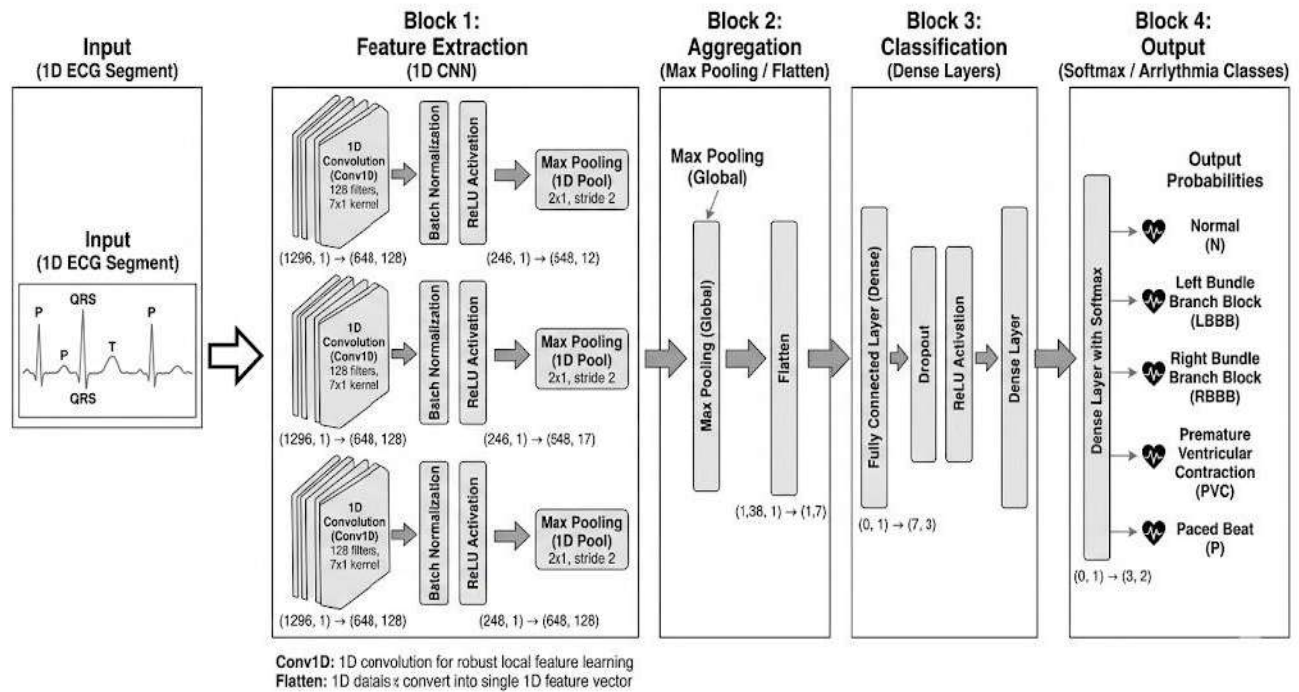 Input
(1D ECG Segment)
Input
(1D ECG Segment)
P
QRS
P
T
P
QRS
Block 1:
Feature Extraction
(1D CNN)
1D
Convolution
(Conv1D)
128 filters,
7x1 kernel
Batch Normalization
ReLU Activation
Max Pooling
(1D Pool)
2x1, stride 2
(1296, 1) → (648, 128)
(246, 1) → (548, 12)
1D
Convolution
(Conv1D)
128 filters,
7x1 kernel
Batch Normalization
ReLU Activation
Max Pooling
(1D Pool)
2x1, stride 2
(1296, 1) → (648, 128)
(246, 1) → (548, 17)
1D
Convolution
(Conv1D)
128 filters,
7x1 kernel
Batch Normalization
ReLU Activation
Max Pooling
(1D Pool)
2x1, stride 2
(1296, 1) → (648, 128)
(248, 1) → (648, 128)
Conv1D: 1D convolution for robust local feature learning
Flatten: 1D convert into single 1D feature vector
Block 2:
Aggregation
(Max Pooling / Flatten)
Max Pooling
(Global)
Max Pooling (Global)
Flatten
(1,38, 1) → (1,7)
Block 3:
Classification
(Dense Layers)
Fully Connected Layer (Dense)
Dropout
ReLU Activation
Dense Layer
(0, 1) → (7, 3)
Block 4:
Output
(Softmax / Arrlythmia Classes)
Dense Layer with Softmax
(0, 1) → (3, 2)
Output
Probabilities
Normal
(N)
Left Bundle
Branch Block
(LBBB)
Right Bundle
Branch Block
(RBBB)
Premature
Ventricular
Contraction
(PVC)
Paced Beat
(P)